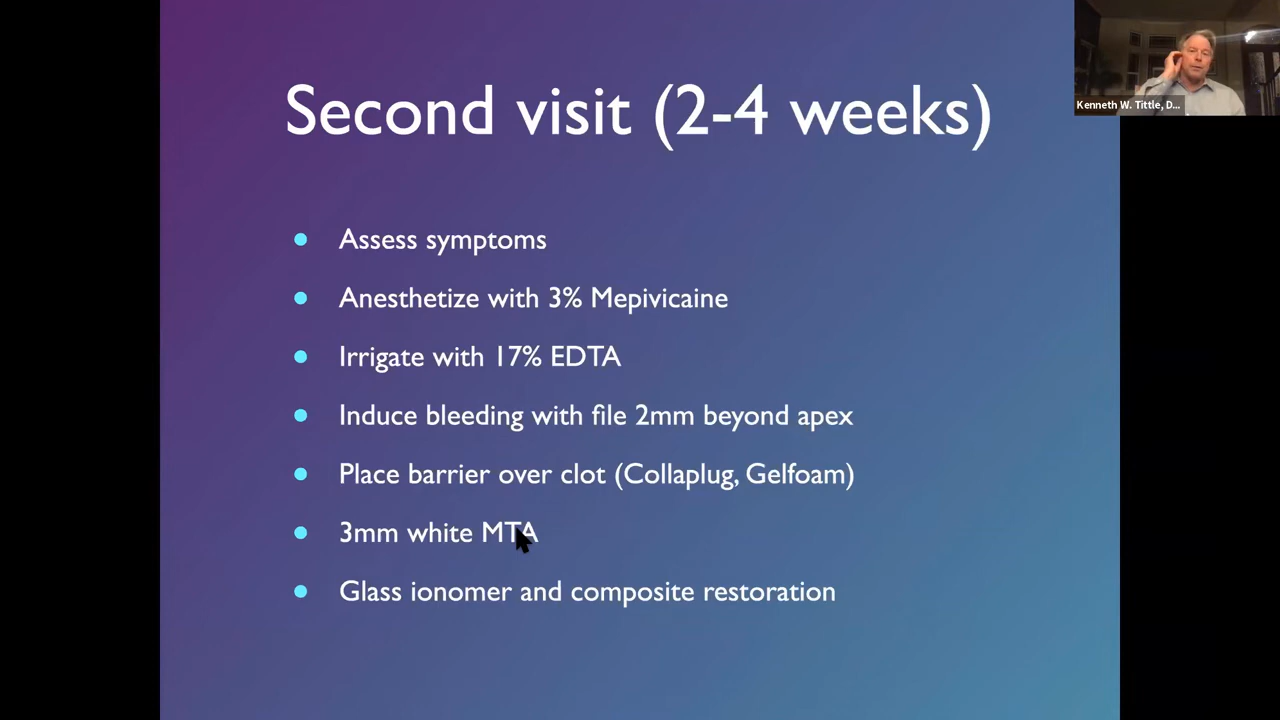 Second visit (2-4 weeks)
Kenneth W. Tittle, D...
Assess symptoms
Anesthetize with 3% Mepivicaine
Irrigate with 17% EDTA
Induce bleeding with file 2mm beyond apex
Place barrier over clot (Collaplug, Gelfoam)
3mm white MTA
Glass ionomer and composite restoration